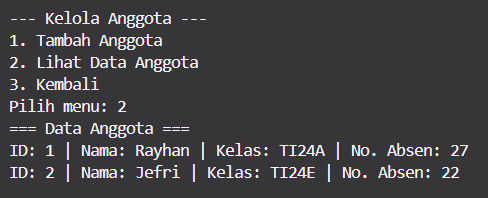 --- Kelola Anggota ---
1. Tambah Anggota
2. Lihat Data Anggota
3. Kembali
Pilih menu: 2
=== Data Anggota ===
ID: 1 | Nama: Rayhan | Kelas: TI24A | No. Absen: 27
ID: 2 | Nama: Jefri | Kelas: TI24E | No. Absen: 22